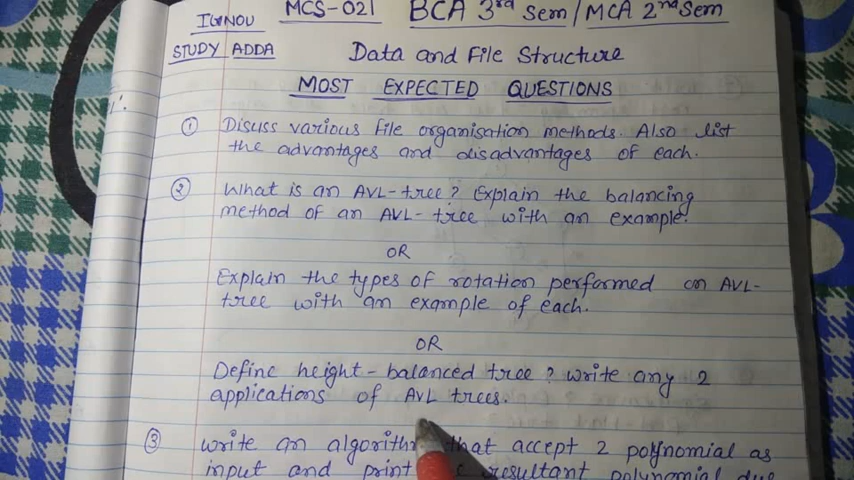 IGNOU MCS-021 BCA 3rd Sem/MCA 2nd Sem
STUDY ADDA Data and File Structure
MOST EXPECTED QUESTIONS
① Discuss various File organisation methods. Also list
the advantages and disadvantages of each.
② What is an AVL-tree? Explain the balancing
method of an AVL-tree with an example.
OR
Explain the types of rotation performed on AVL-
tree with an example of each.
OR
Define height-balanced tree? Write any 2
applications of AVL trees.
③ Write an algorithm that accept 2 polynomial as
input and print resultant polynomial due